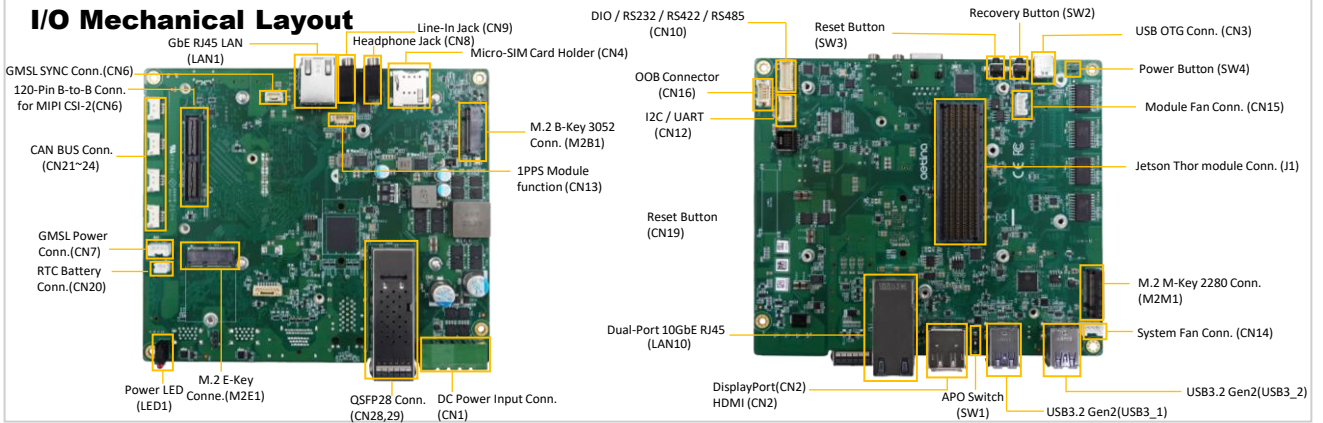 I/O Mechanical Layout
Line-In Jack (CN9)
Headphone Jack (CN8)
GbE RJ45 LAN
(LAN1)
Micro-SIM Card Holder (CN4)
GMSL SYNC Conn.(CN6)
120-Pin B-to-B Conn.
for MIPI CSI-2(CN6)
CAN BUS Conn.
(CN21~24)
M.2 B-Key 3052
(M2B1)
1PPS Module
function (CN13)
GMSL Power
Conn.(CN7)
RTC Battery
Conn.(CN20)
Power LED
(LED1)
M.2 E-Key
Conne.(M2E1)
QSFP28 Conn.
(CN28,29)
DC Power Input Conn.
(CN1)
DIO / RS232 / RS422 / RS485
(CN10)
Reset Button
(SW3)
Recovery Button (SW2)
USB OTG Conn. (CN3)
OOB Connector
(CN16)
Power Button (SW4)
I2C / UART
(CN12)
Module Fan Conn. (CN15)
Jetson Thor module Conn. (J1)
aetina
CE FC
Reset Button
(CN19)
M.2 M-Key 2280 Conn.
(M2M1)
Dual-Port 10GbE RJ45
(LAN10)
System Fan Conn. (CN14)
DisplayPort(CN2)
HDMI (CN2)
APO Switch
(SW1)
USB3.2 Gen2(USB3_2)
USB3.2 Gen2(USB3_1)